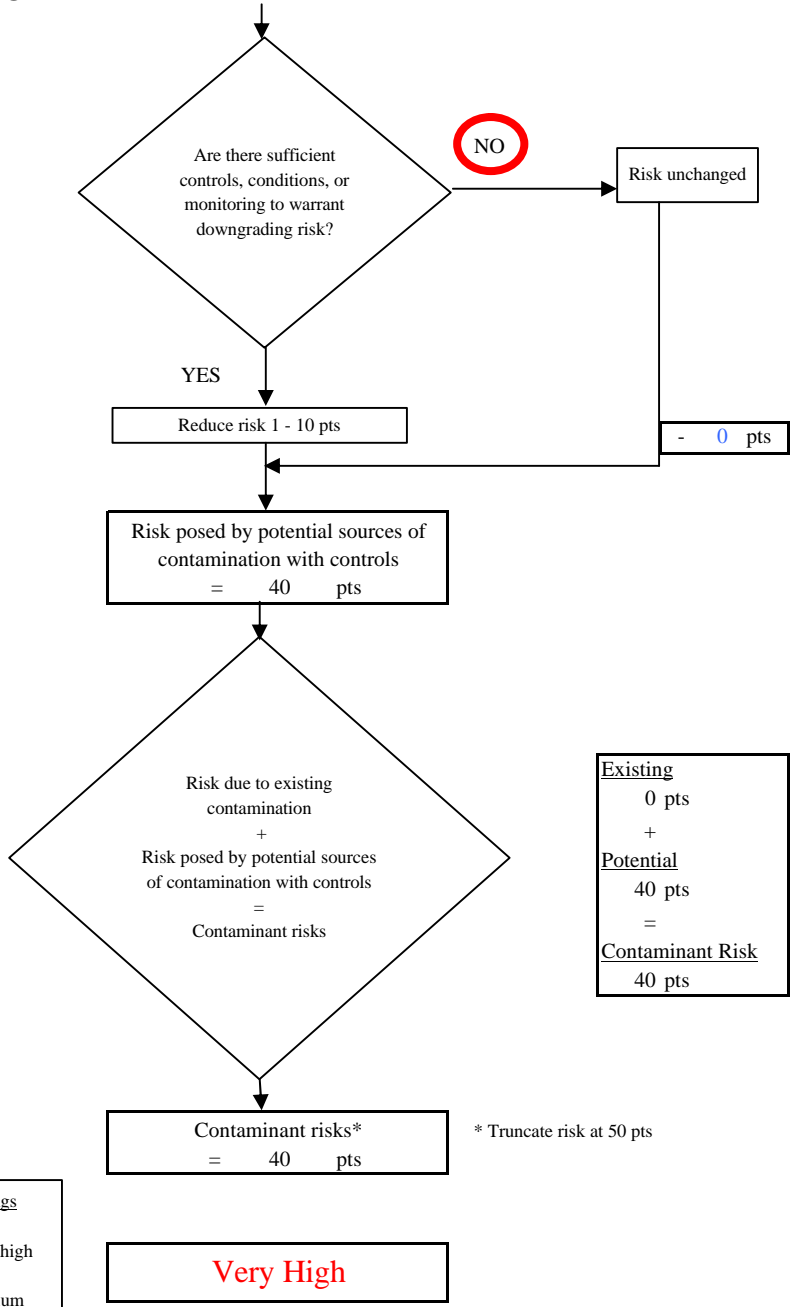 Are there sufficient
controls, conditions, or
monitoring to warrant
downgrading risk?
NO
Risk unchanged
YES
Reduce risk 1 - 10 pts
- 0 pts
Risk posed by potential sources of
contamination with controls
= 40 pts
Risk due to existing
contamination
+
Risk posed by potential sources
of contamination with controls
=
Contaminant risks
Existing
0 pts
+
Potential
40 pts
=
Contaminant Risk
40 pts
Contaminant risks*
= 40 pts
* Truncate risk at 50 pts
gs
high
um
Very High